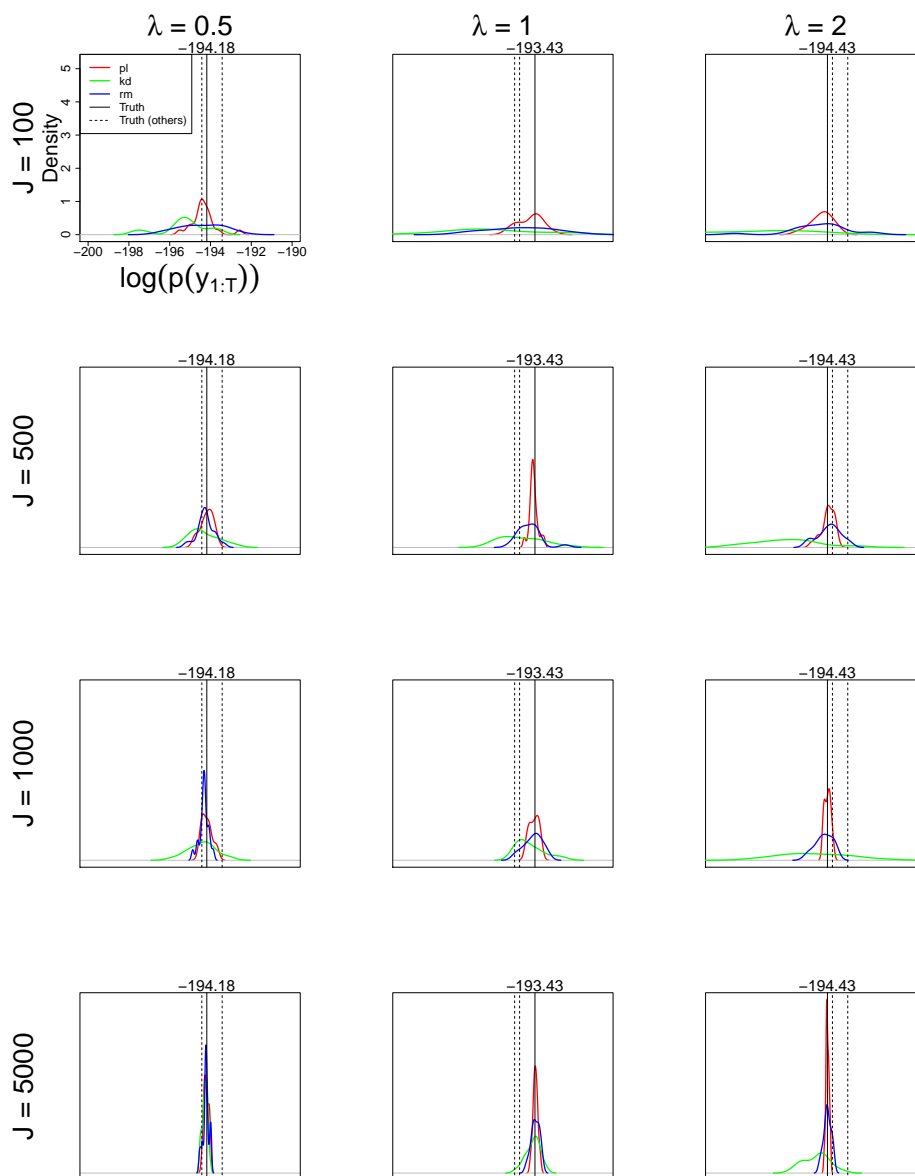 λ = 0.5
λ = 1
λ = 2
−194.18
−193.43
−194.43
J = 100
Density
0 1 2 3 4 5
pl
kd
rm
Truth
Truth (others)
−200 −198 −196 −194 −192 −190
log(p(y1:T))
J = 500
−194.18
−193.43
−194.43
J = 1000
−194.18
−193.43
−194.43
J = 5000
−194.18
−193.43
−194.43